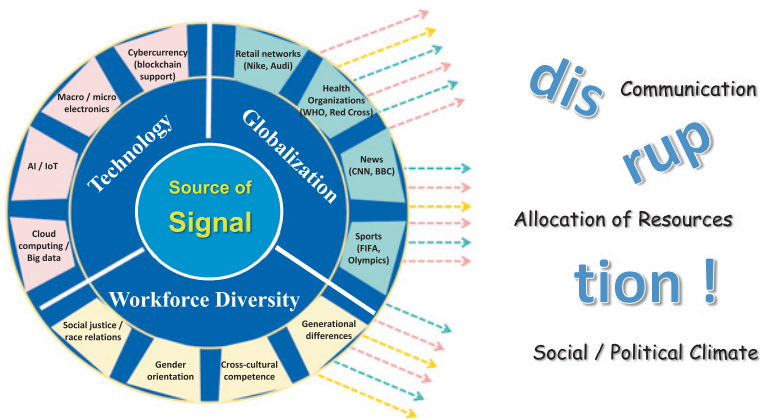 Cybercurrency
(blockchain
support)
Macro / micro
electronics
AI / IoT
Cloud
computing /
Big data
Technology
Retail networks
(Nike, Audi)
Health
Organizations
(WHO, Red Cross)
News
(CNN, BBC)
Sports
(FIFA,
Olympics)
Globalization
Source of
Signal
Workforce Diversity
Social justice /
race relations
Gender
orientation
Cross-cultural
competence
Generational
differences
dis
Communication
rup
Allocation of Resources
tion !
Social / Political Climate